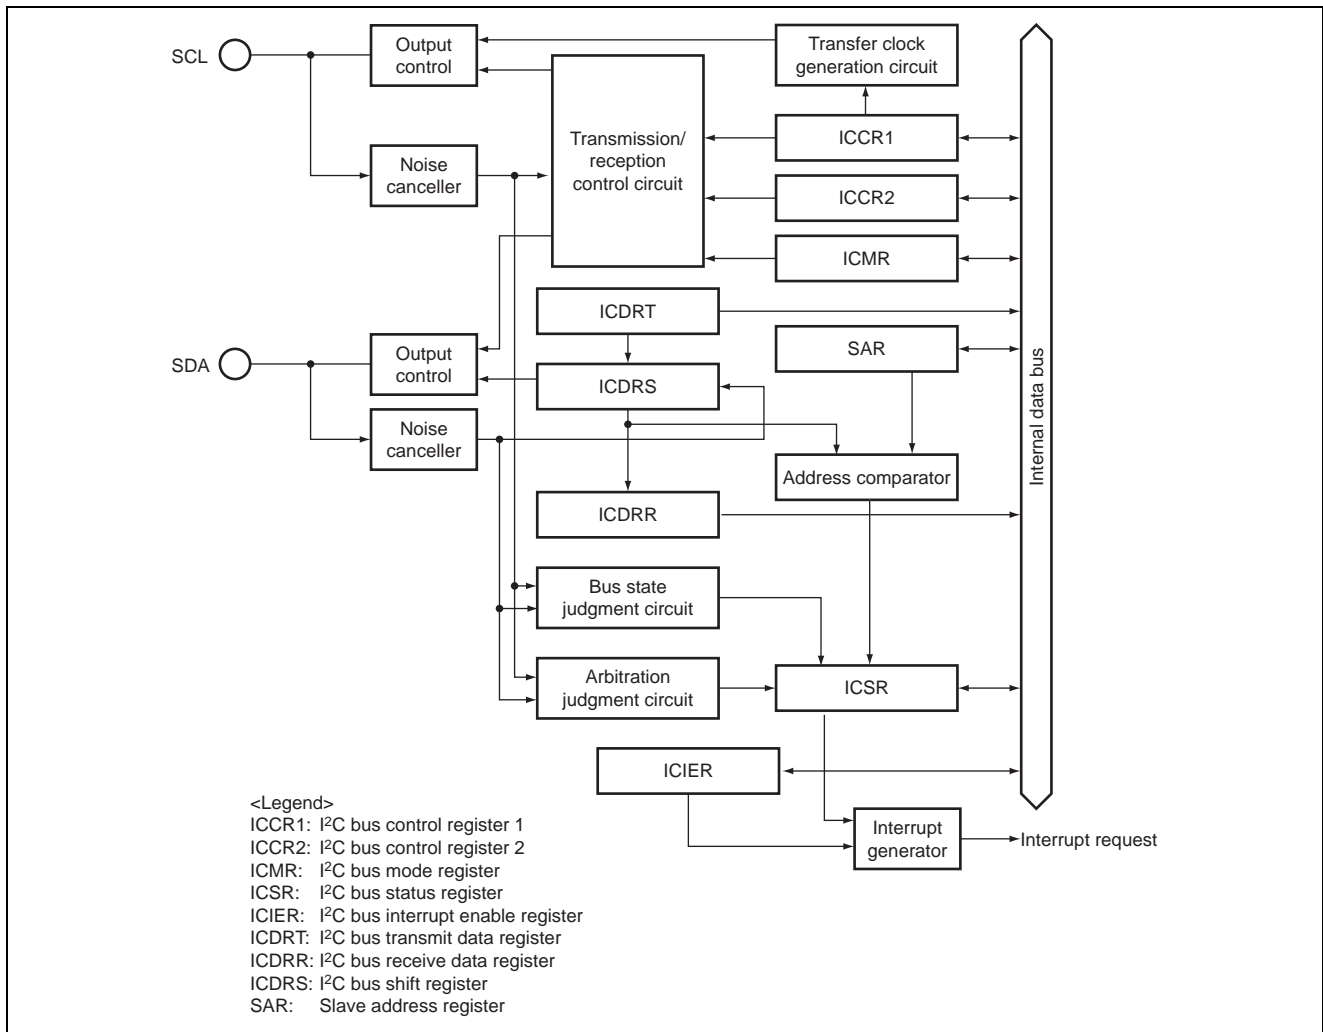 SCL
Output
control
Transfer clock
generation circuit
Transmission/
reception
control circuit
ICCR1
Noise
canceller
ICCR2
ICMR
ICDRT
SDA
Output
control
SAR
ICDRS
Noise
canceller
Address comparator
Internal data bus
ICDRR
Bus state
judgment circuit
Arbitration
judgment circuit
ICSR
ICIER
Interrupt
generator
Interrupt request
<Legend>
ICCR1: I²C bus control register 1
ICCR2: I²C bus control register 2
ICMR: I²C bus mode register
ICSR: I²C bus status register
ICIER: I²C bus interrupt enable register
ICDRT: I²C bus transmit data register
ICDRR: I²C bus receive data register
ICDRS: I²C bus shift register
SAR: Slave address register